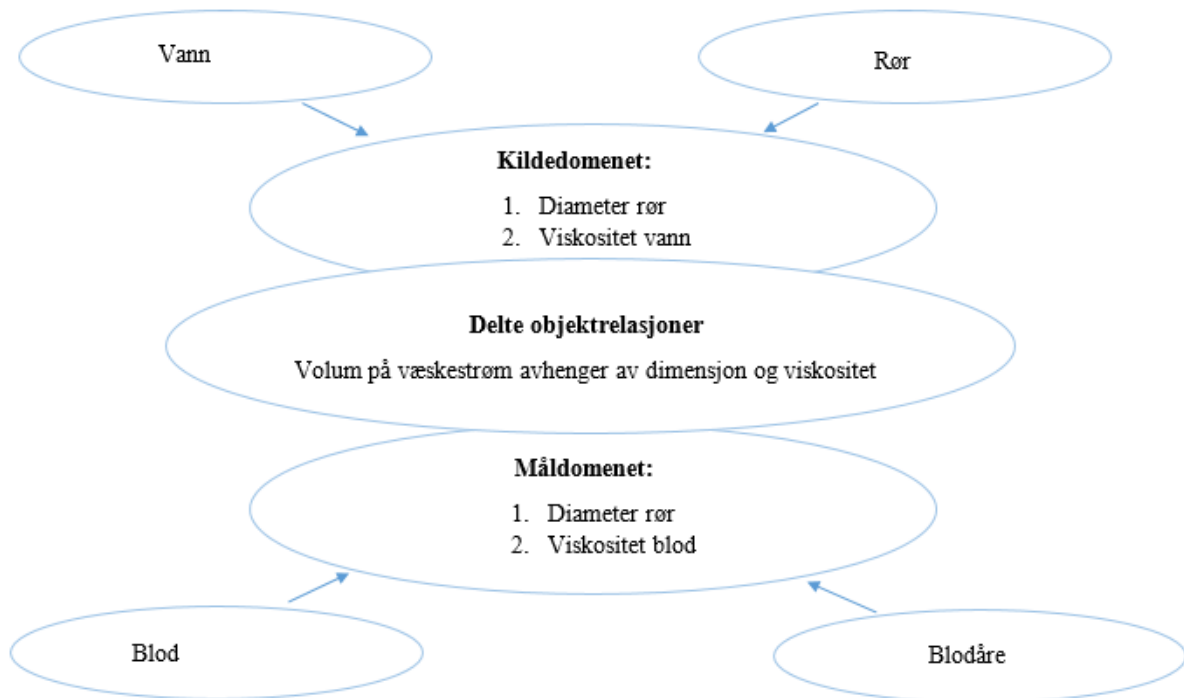 Vann
Rør
Kildedomenet:
1. Diameter rør
2. Viskositet vann
Delte objektrelasjoner
Volum på væskestrøm avhenger av dimensjon og viskositet
Måldomenet:
1. Diameter rør
2. Viskositet blod
Blod
Blodåre